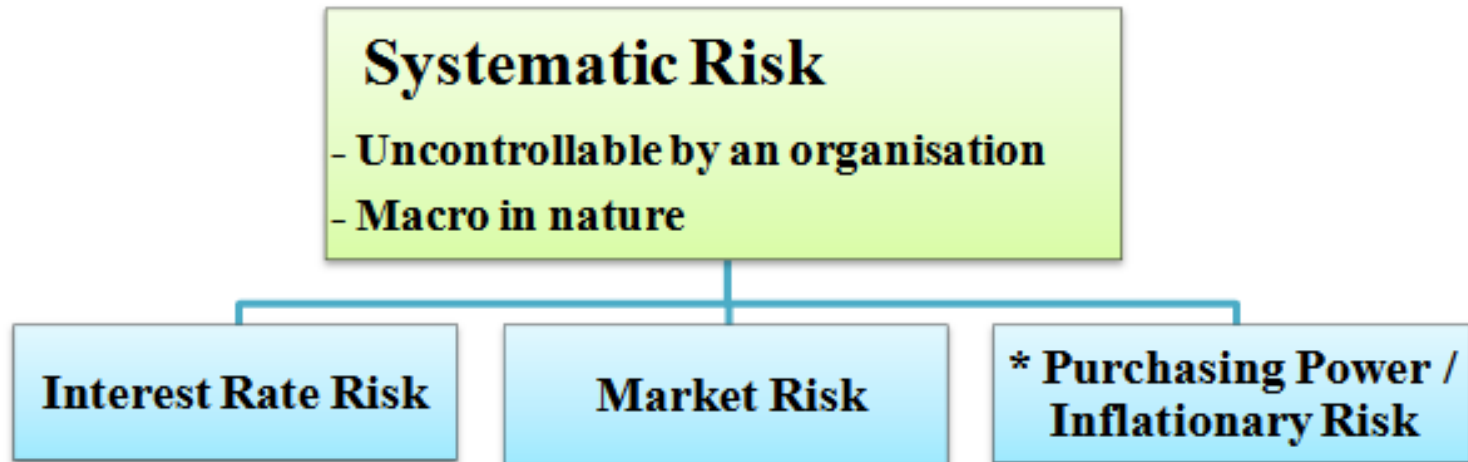 Systematic Risk
- Uncontrollable by an organisation
- Macro in nature
Interest Rate Risk
Market Risk
* Purchasing Power /
Inflationary Risk